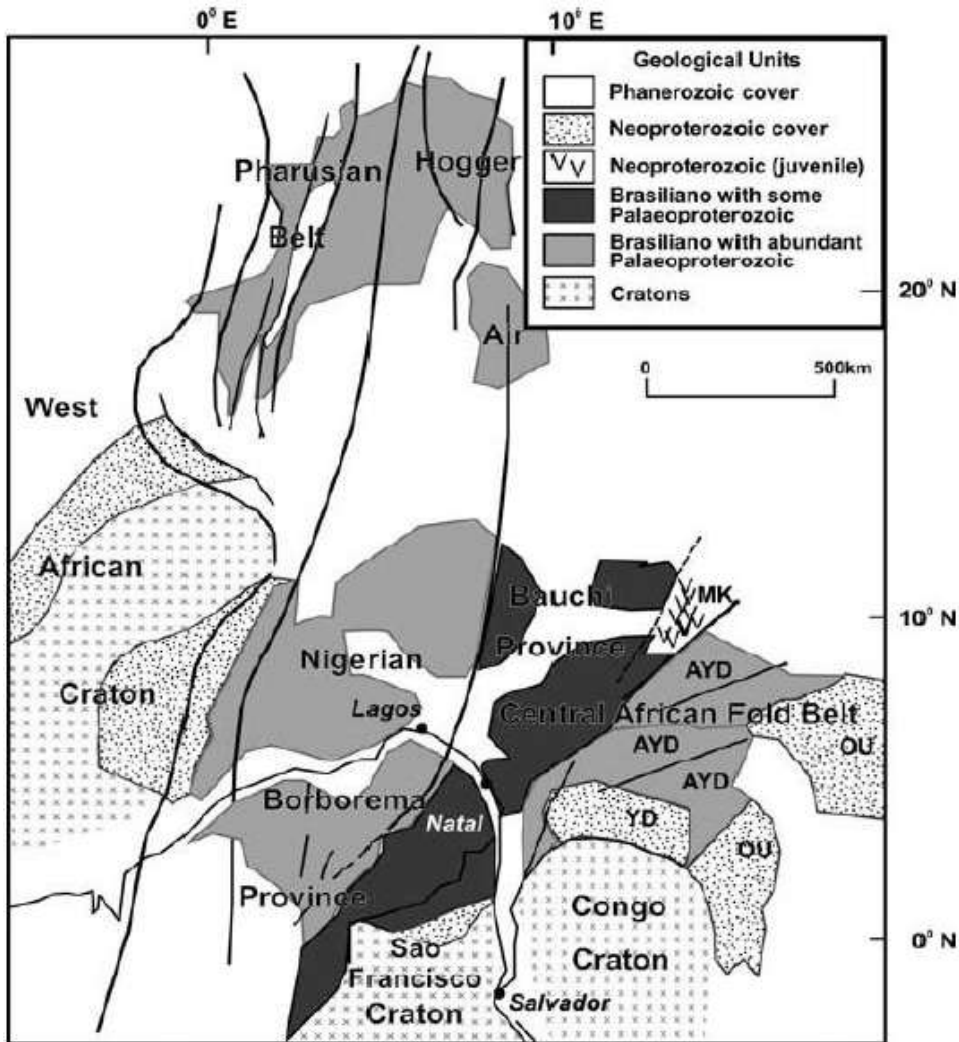 0° E
10° E
Geological Units
Phanerozoic cover
Neoproterozoic cover
Neoproterozoic (juvenile)
Brasiliano with some
Palaeoproterozoic
Brasiliano with abundant
Palaeoproterozoic
Cratons
Pharusian
Belt
Hogger
20° N
Air
0
500km
West
African
Craton
Bauchi
Province
MK
10° N
Nigerian
Lagos
AYD
Central African Fold Belt
AYD
OU
AYD
Borborema
Natal
YD
OU
Province
Congo
Craton
0° N
Sao
Francisco
Craton
Salvador